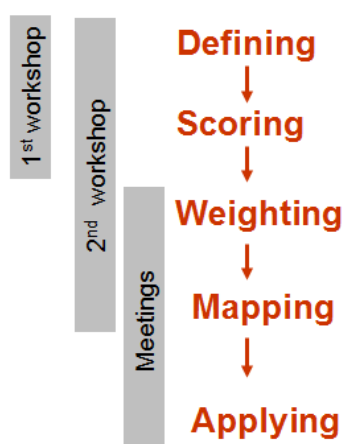 1st workshop
2nd workshop
Meetings
Defining
Scoring
Weighting
Mapping
Applying